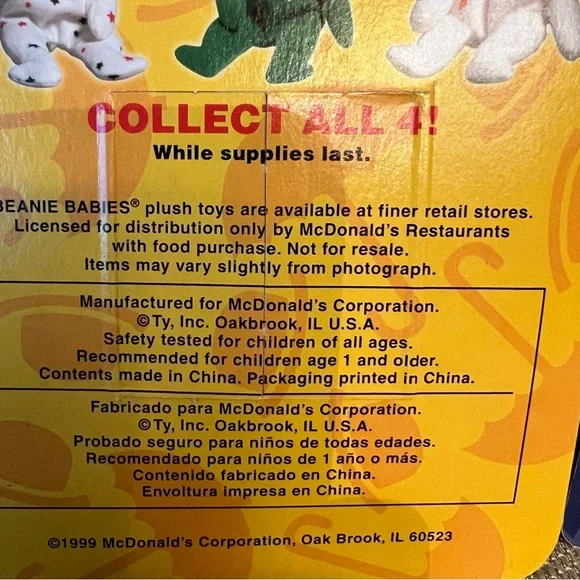 COLLECT ALL 4!
While supplies last.
BEANIE BABIES® plush toys are available at finer retail stores.
Licensed for distribution only by McDonald's Restaurants
with food purchase. Not for resale.
Items may vary slightly from photograph.
Manufactured for McDonald's Corporation.
©Ty, Inc. Oakbrook, IL U.S.A.
Safety tested for children of all ages.
Recommended for children age 1 and older.
Contents made in China. Packaging printed in China.
Fabricado para McDonald's Corporation.
©Ty, Inc. Oakbrook, IL U.S.A.
Probado seguro para niños de todas edades.
Recomendado para niños de 1 año o más.
Contenido fabricado en China.
Envoltura impresa en China.
©1999 McDonald's Corporation, Oak Brook, IL 60523